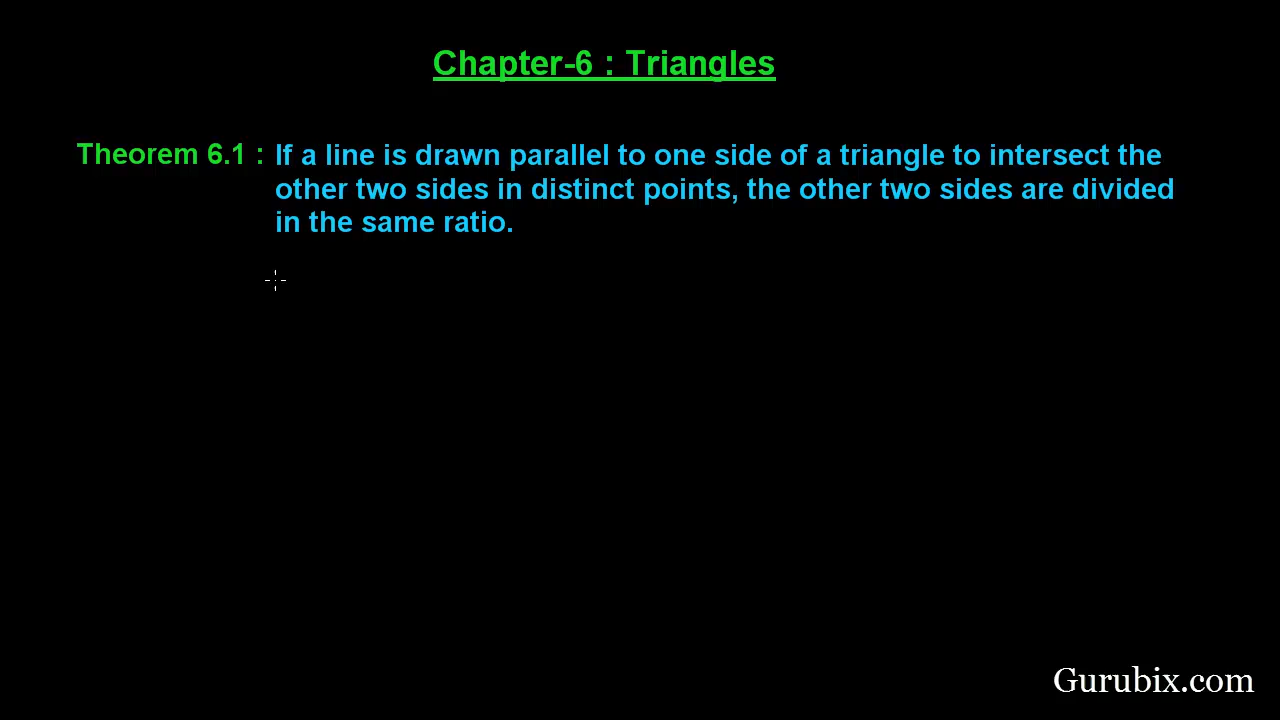 Chapter-6 : Triangles
Theorem 6.1 : If a line is drawn parallel to one side of a triangle to intersect the
other two sides in distinct points, the other two sides are divided
in the same ratio.
Gurubix.com